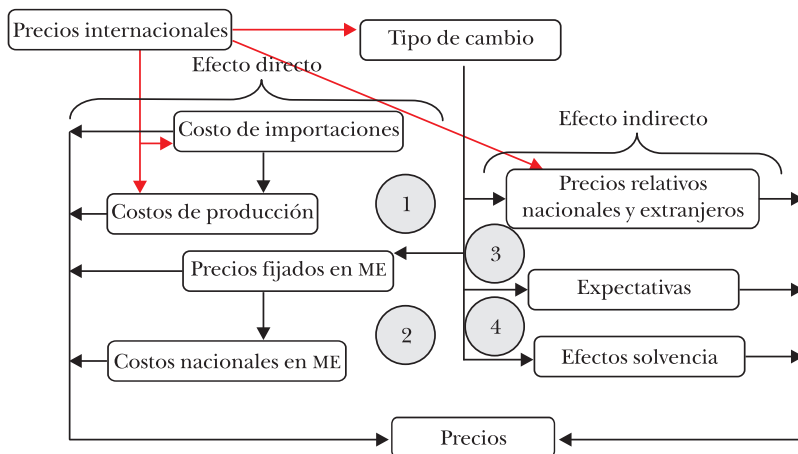 Precios internacionales
Tipo de cambio
Efecto directo
Costo de importaciones
Efecto indirecto
Costos de producción
1
Precios relativos
nacionales y extranjeros
Precios fijados en ME
3
Expectativas
2
4
Costos nacionales en ME
Efectos solvencia
Precios